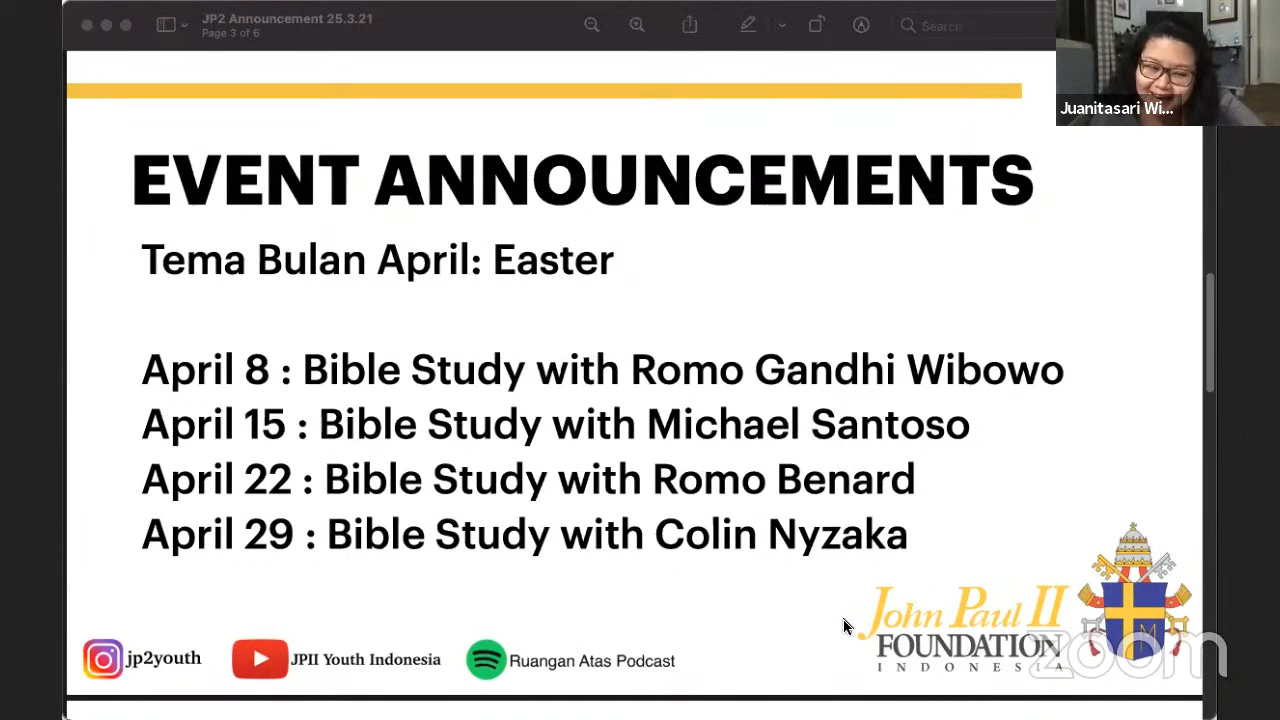 JP2 Announcement 25.3.21
Page 3 of 6
Search
Juanitasari Wi...
EVENT ANNOUNCEMENTS
Tema Bulan April: Easter
April 8 : Bible Study with Romo Gandhi Wibowo
April 15 : Bible Study with Michael Santoso
April 22 : Bible Study with Romo Benard
April 29 : Bible Study with Colin Nyzaka
John Paul II
FOUNDATION
INDONESIA
M
zoom
jp2youth
JPII Youth Indonesia
Ruangan Atas Podcast